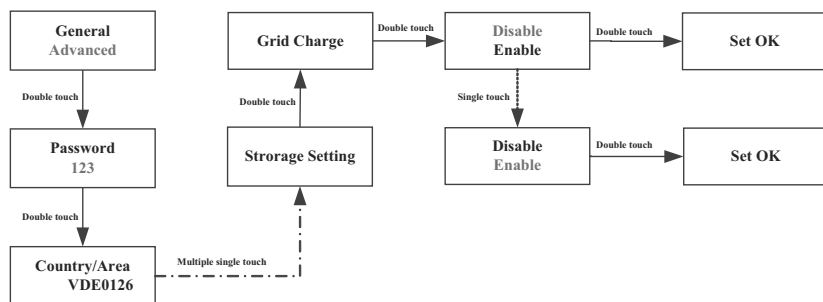 General
Advanced
Double touch
Password
123
Double touch
Country/Area
VDE0126
Multiple single touch
Strorage Setting
Double touch
Grid Charge
Double touch
Disable
Enable
Double touch
Set OK
Single touch
Disable
Enable
Double touch
Set OK